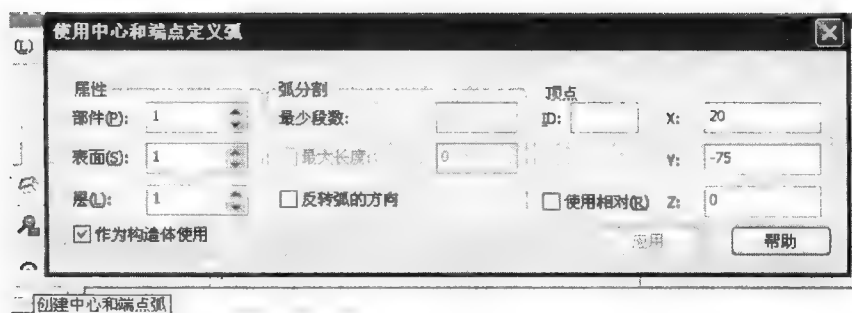 使用中心和端点定义弧
(L)
属性
部件(P): 1
表面(S): 1
层(L): 1
作为构造体使用
弧分割
最少段数:
最大长度: 0
反转弧的方向
顶点
ID: X: 20
Y: -75
使用相对(R) Z: 0
应用 帮助
创建中心和端点弧